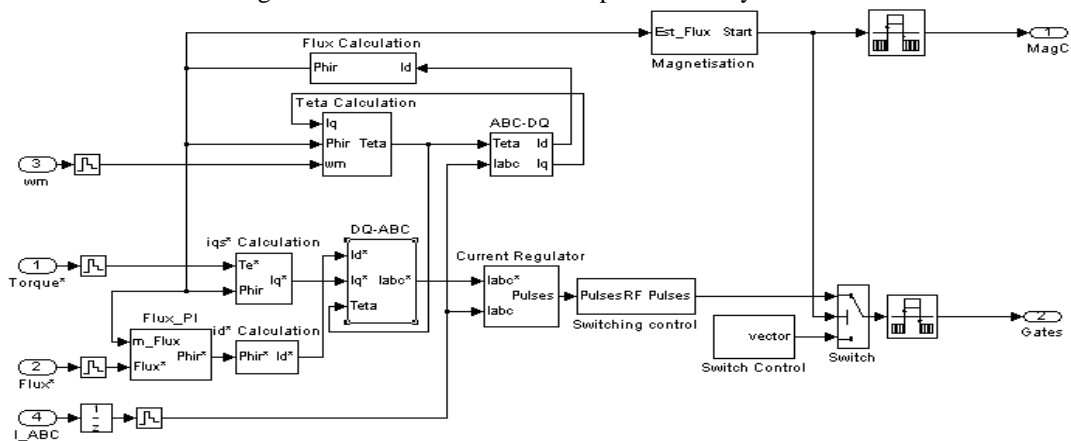 Est_Flux Start
Magnetisation
1
MagC
Flux Calculation
Phir Id
Teta Calculation
Iq
Phir Teta
wm
ABC-DQ
Teta Id
Iabc Iq
3
wm
iqs* Calculation
Te*
Iq*
Phir
DQ-ABC
Id*
Iq* Iabc*
Teta
Current Regulator
Iabc*
Pulses
Iabc
PulsesRF Pulses
Switching control
1
Torque*
Flux_PI
m_Flux
Phir*
Flux*
id* Calculation
Phir* Id*
vector
Switch Control
Switch
2
Gates
2
Flux*
4
I_ABC
1
z